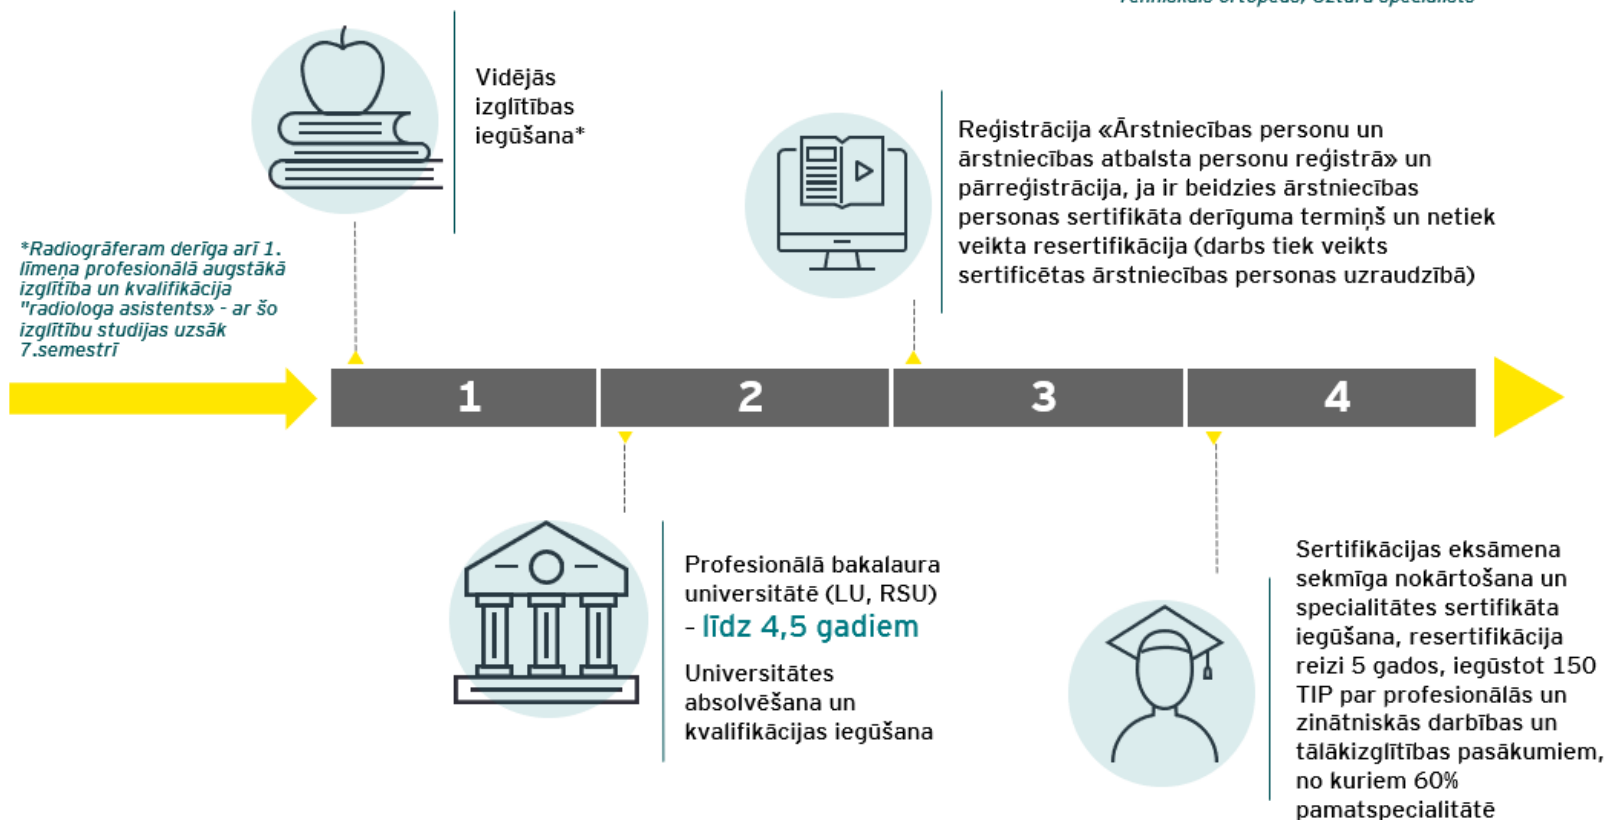 Tehniskais ortopēds, Uztura speciālists
Vidējās
izglītības
iegūšana*
Reģistrācija «Ārstniecības personu un
ārstniecības atbalsta personu reģistrā» un
pārreģistrācija, ja ir beidzies ārstniecības
personas sertifikāta derīguma termiņš un netiek
veikta resertifikācija (darbs tiek veikts
sertificētas ārstniecības personas uzraudzībā)
*Radiogrāferam derīga arī 1.
līmeņa profesionālā augstākā
izglītība un kvalifikācija
"radiologa asistents» - ar šo
izglītību studijas uzsāk
7.semestrī
1
2
3
4
Profesionālā bakalaura
universitātē (LU, RSU)
- līdz 4,5 gadiem
Universitātes
absolvēšana un
kvalifikācijas iegūšana
Sertifikācijas eksāmena
sekmīga nokārtošana un
specialitātes sertifikāta
iegūšana, resertifikācija
reizi 5 gados, iegūstot 150
TIP par profesionālās un
zinātniskās darbības un
tālākizglītības pasākumiem,
no kuriem 60%
pamatspecialitātē